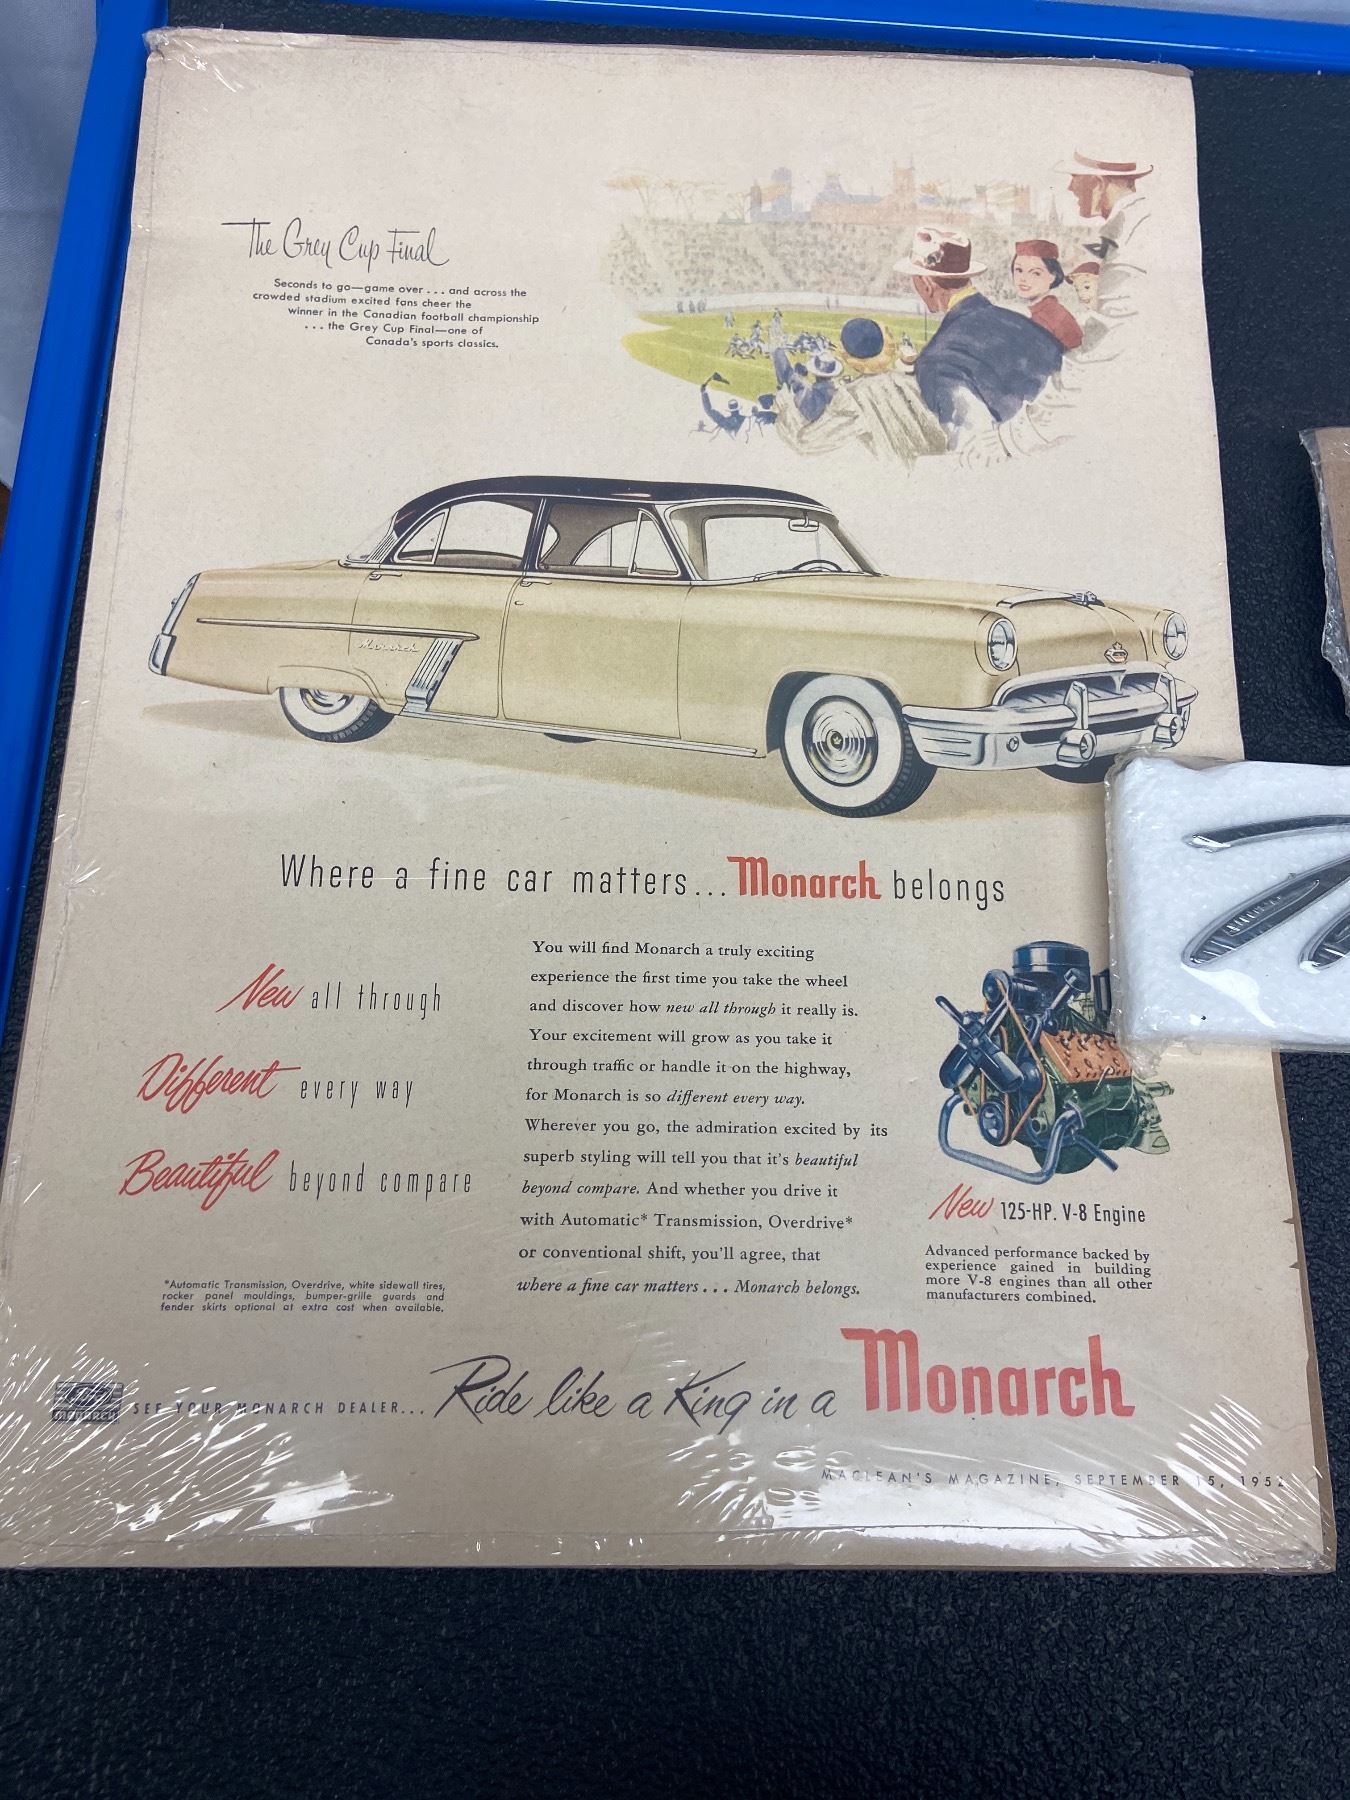 The Grey Cup Final
Seconds to go—game over . . . and across the
crowded stadium excited fans cheer the
winner in the Canadian football championship
. . . the Grey Cup Final—one of
Canada's sports classics.
Monarch
Where a fine car matters... Monarch belongs
New all through
Different every way
Beautiful beyond compare
*Automatic Transmission, Overdrive, white sidewall tires,
rocker panel mouldings, bumper-grille guards and
fender skirts optional at extra cost when available.
You will find Monarch a truly exciting
experience the first time you take the wheel
and discover how new all through it really is.
Your excitement will grow as you take it
through traffic or handle it on the highway,
for Monarch is so different every way.
Wherever you go, the admiration excited by its
superb styling will tell you that it's beautiful
beyond compare. And whether you drive it
with Automatic* Transmission, Overdrive*
or conventional shift, you'll agree, that
where a fine car matters . . . Monarch belongs.
New 125-HP. V-8 Engine
Advanced performance backed by
experience gained in building
more V-8 engines than all other
manufacturers combined.
MONARCH
SEE YOUR MONARCH DEALER... Ride like a King in a Monarch
MACLEAN'S MAGAZINE, SEPTEMBER 15, 1952